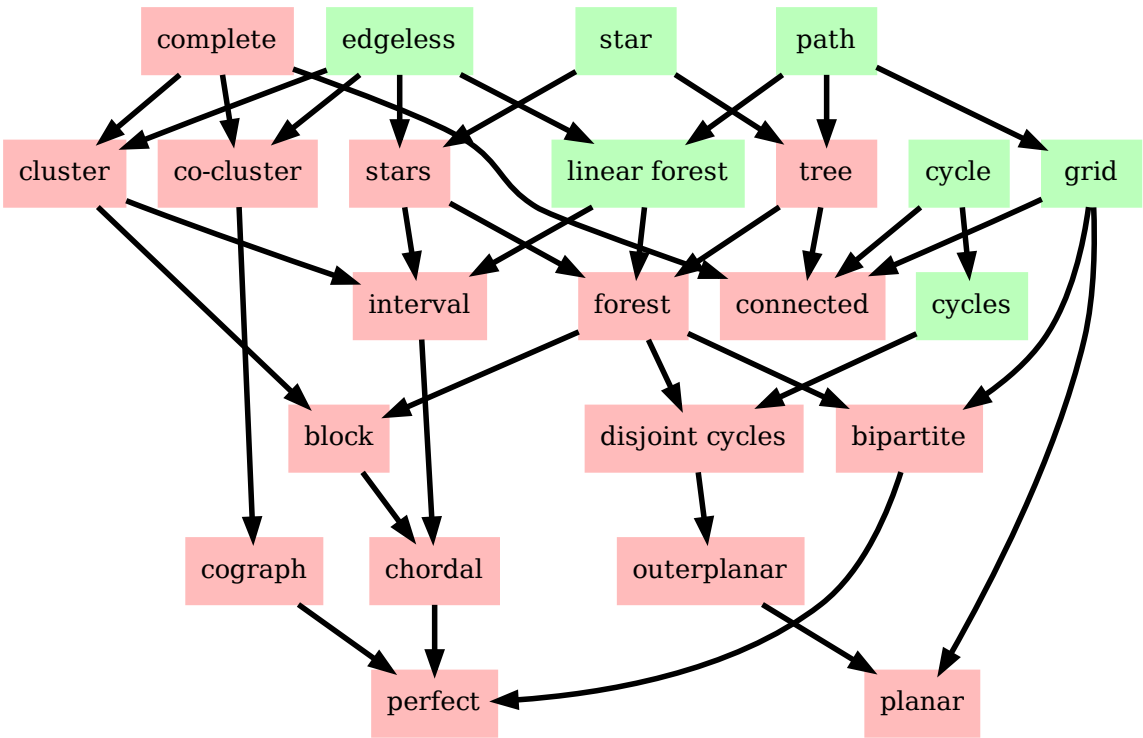 complete
edgeless
star
path
cluster
co-cluster
stars
linear forest
tree
cycle
grid
interval
forest
connected
cycles
block
disjoint cycles
bipartite
cograph
chordal
outerplanar
perfect
planar